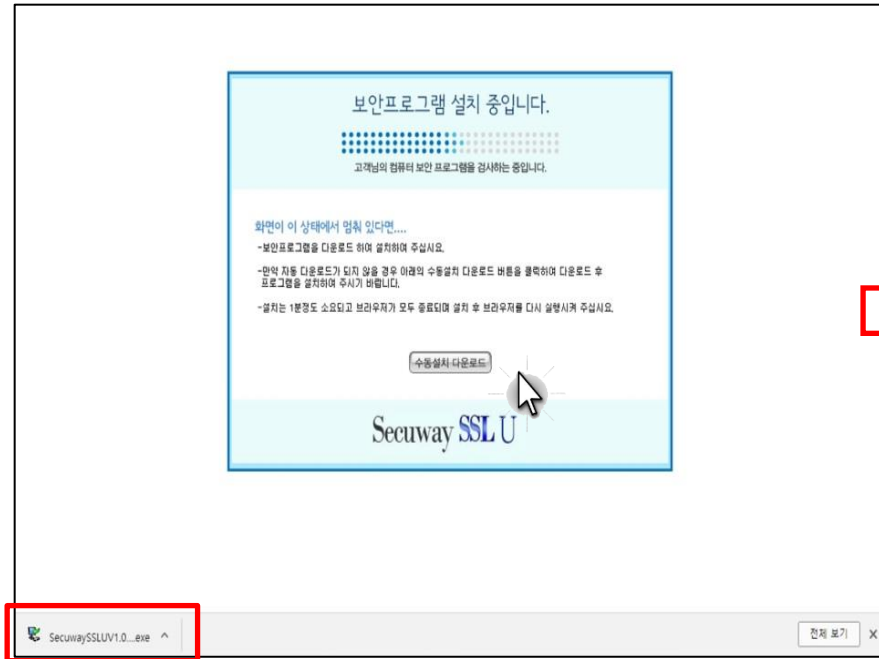 보안프로그램 설치 중입니다.
고객님의 컴퓨터 보안 프로그램을 검사하는 중입니다.
화면이 이 상태에서 멈춰 있다면....
-보안프로그램을 다운로드 하여 설치하여 주십시요.
-만약 자동 다운로드가 되지 않을 경우 아래의 수동설치 다운로드 버튼을 클릭하여 다운로드 후
프로그램을 설치하여 주시기 바랍니다.
-설치는 1분정도 소요되고 브라우저가 모두 종료되며 설치 후 브라우저를 다시 실행시켜 주십시요.
수동설치 다운로드
Secuway SSL U
SecuwaySSLUV1.0....exe
전체 보기